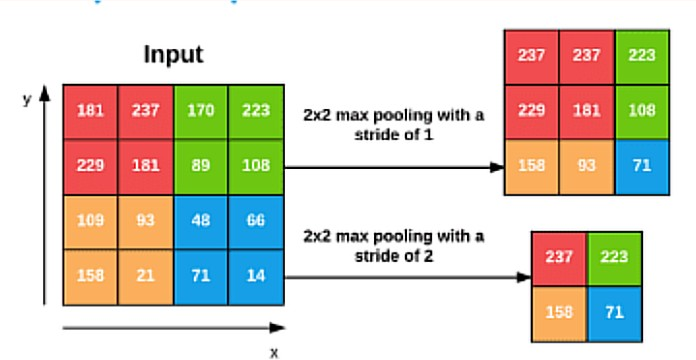 Input
y
181 237 170 223
229 181 89 108
109 93 48 66
158 21 71 14
x
2x2 max pooling with a
stride of 1
237 237 223
229 181 108
158 93 71
2x2 max pooling with a
stride of 2
237 223
158 71